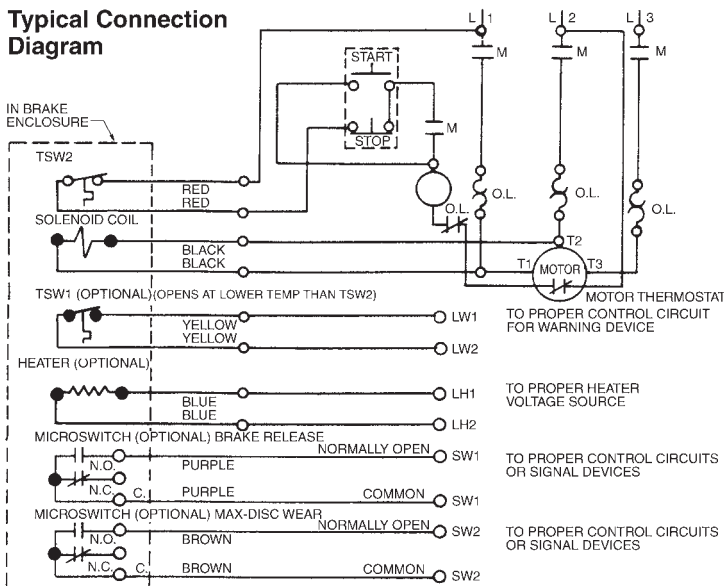 Typical Connection
Diagram
L 1
L 2
L 3
M
M
M
START
STOP
M
IN BRAKE
ENCLOSURE
TSW2
RED
RED
O.L.
O.L.
O.L.
O.L.
SOLENOID COIL
BLACK
BLACK
T2
T1
MOTOR
T3
MOTOR THERMOSTAT
TSW1 (OPTIONAL) (OPENS AT LOWER TEMP THAN TSW2)
YELLOW
YELLOW
LW1
LW2
TO PROPER CONTROL CIRCUIT
FOR WARNING DEVICE
HEATER (OPTIONAL)
BLUE
BLUE
LH1
LH2
TO PROPER HEATER
VOLTAGE SOURCE
MICROSWITCH (OPTIONAL) BRAKE RELEASE
NORMALLY OPEN
SW1
N.O.
PURPLE
N.C.
C.
PURPLE
COMMON
SW1
TO PROPER CONTROL CIRCUITS
OR SIGNAL DEVICES
MICROSWITCH (OPTIONAL) MAX-DISC WEAR
NORMALLY OPEN
SW2
N.O.
BROWN
N.C.
C.
BROWN
COMMON
SW2
TO PROPER CONTROL CIRCUITS
OR SIGNAL DEVICES